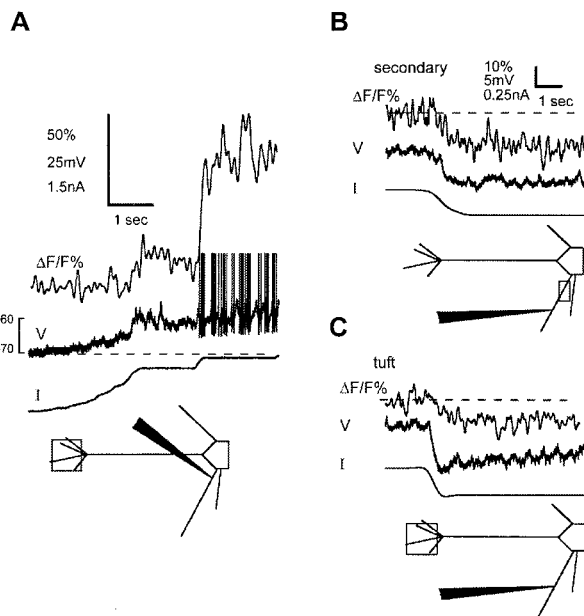 A
50%
25mV
1.5nA
1 sec
ΔF/F%
60
70
V
I
B
secondary
10%
5mV
0.25nA
1 sec
ΔF/F%
V
I
C
tuft
ΔF/F%
V
I